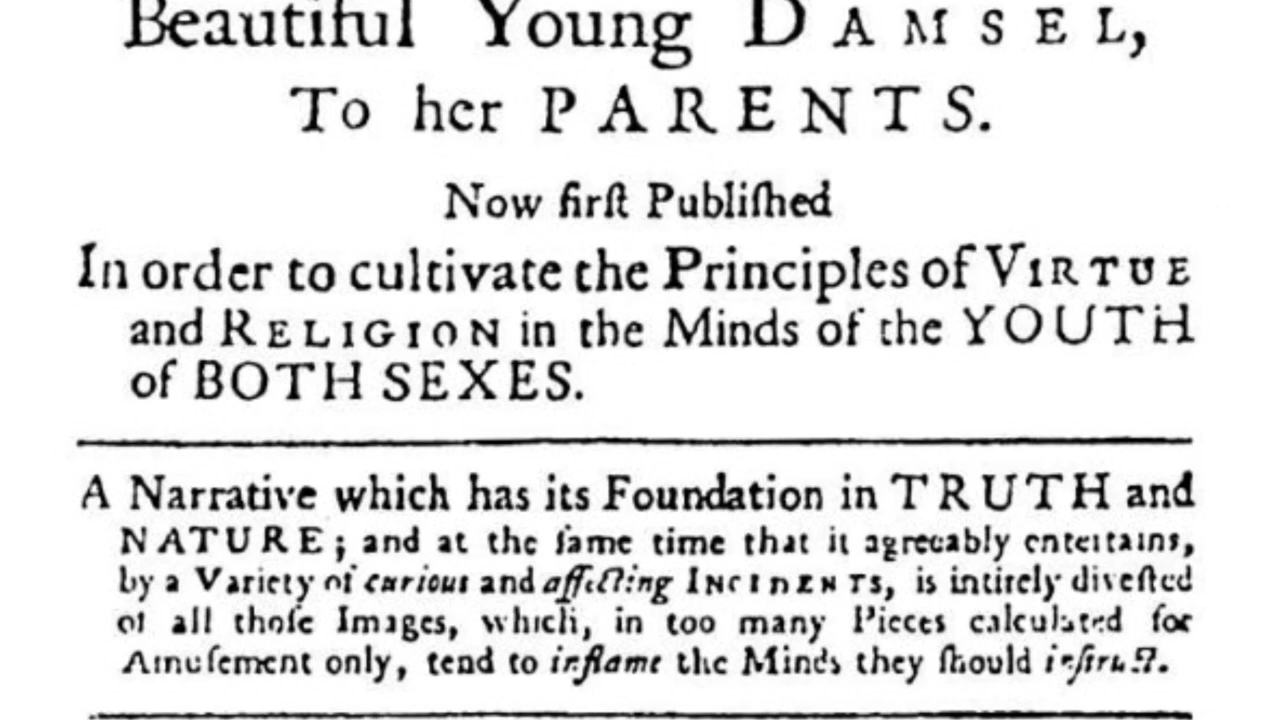 Beautiful Young DAMSEL,
To her PARENTS.
Now firſt Publiſhed
In order to cultivate the Principles of VIRTUE
and RELIGION in the Minds of the YOUTH
of BOTH SEXES.
A Narrative which has its Foundation in TRUTH and
NATURE; and at the ſame time that it agreeably entertains,
by a Variety of curious and affecting INCIDENTS, is intirely diveſted
of all thoſe Images, which, in too many Pieces calculated for
Amuſement only, tend to inflame the Minds they ſhould inſtruct.